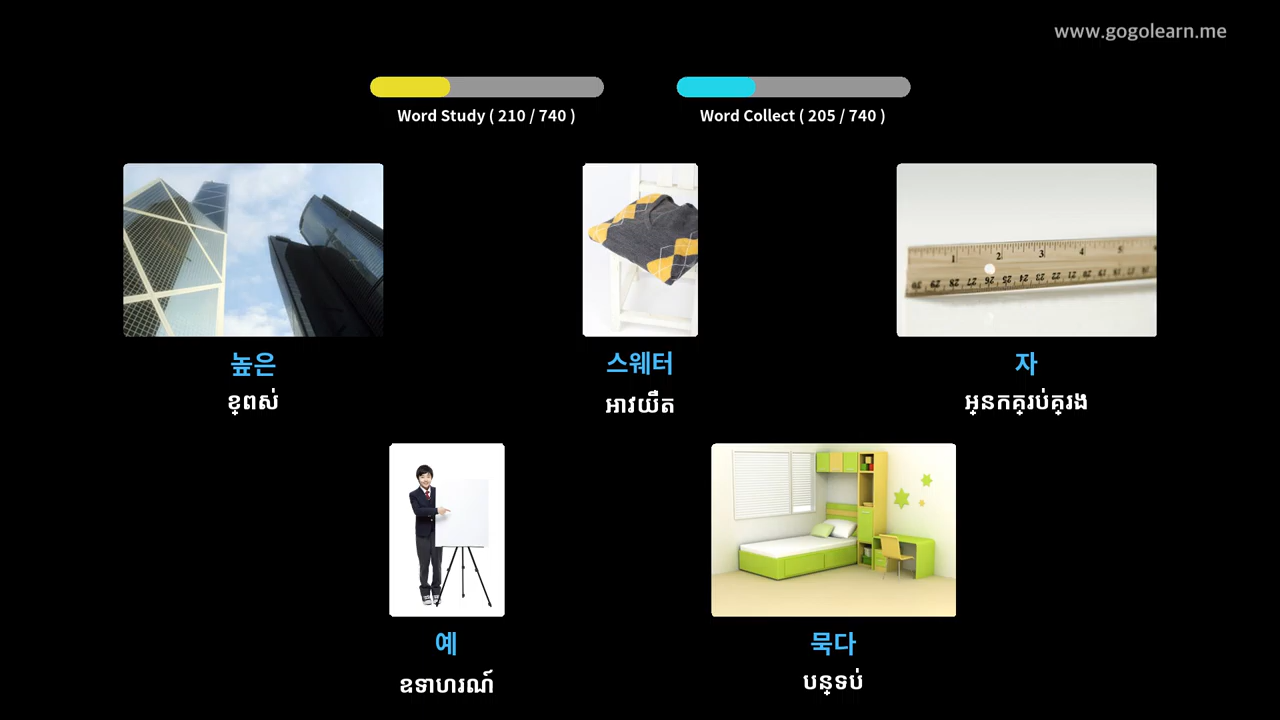 www.gogolearn.me
Word Study ( 210 / 740 )
Word Collect ( 205 / 740 )
높은
ខ្ពស់
스웨터
អាវយឺត
자
អ្នកគ្រប់គ្រង
예
ឧទាហរណ៍
묵다
បន្ទប់